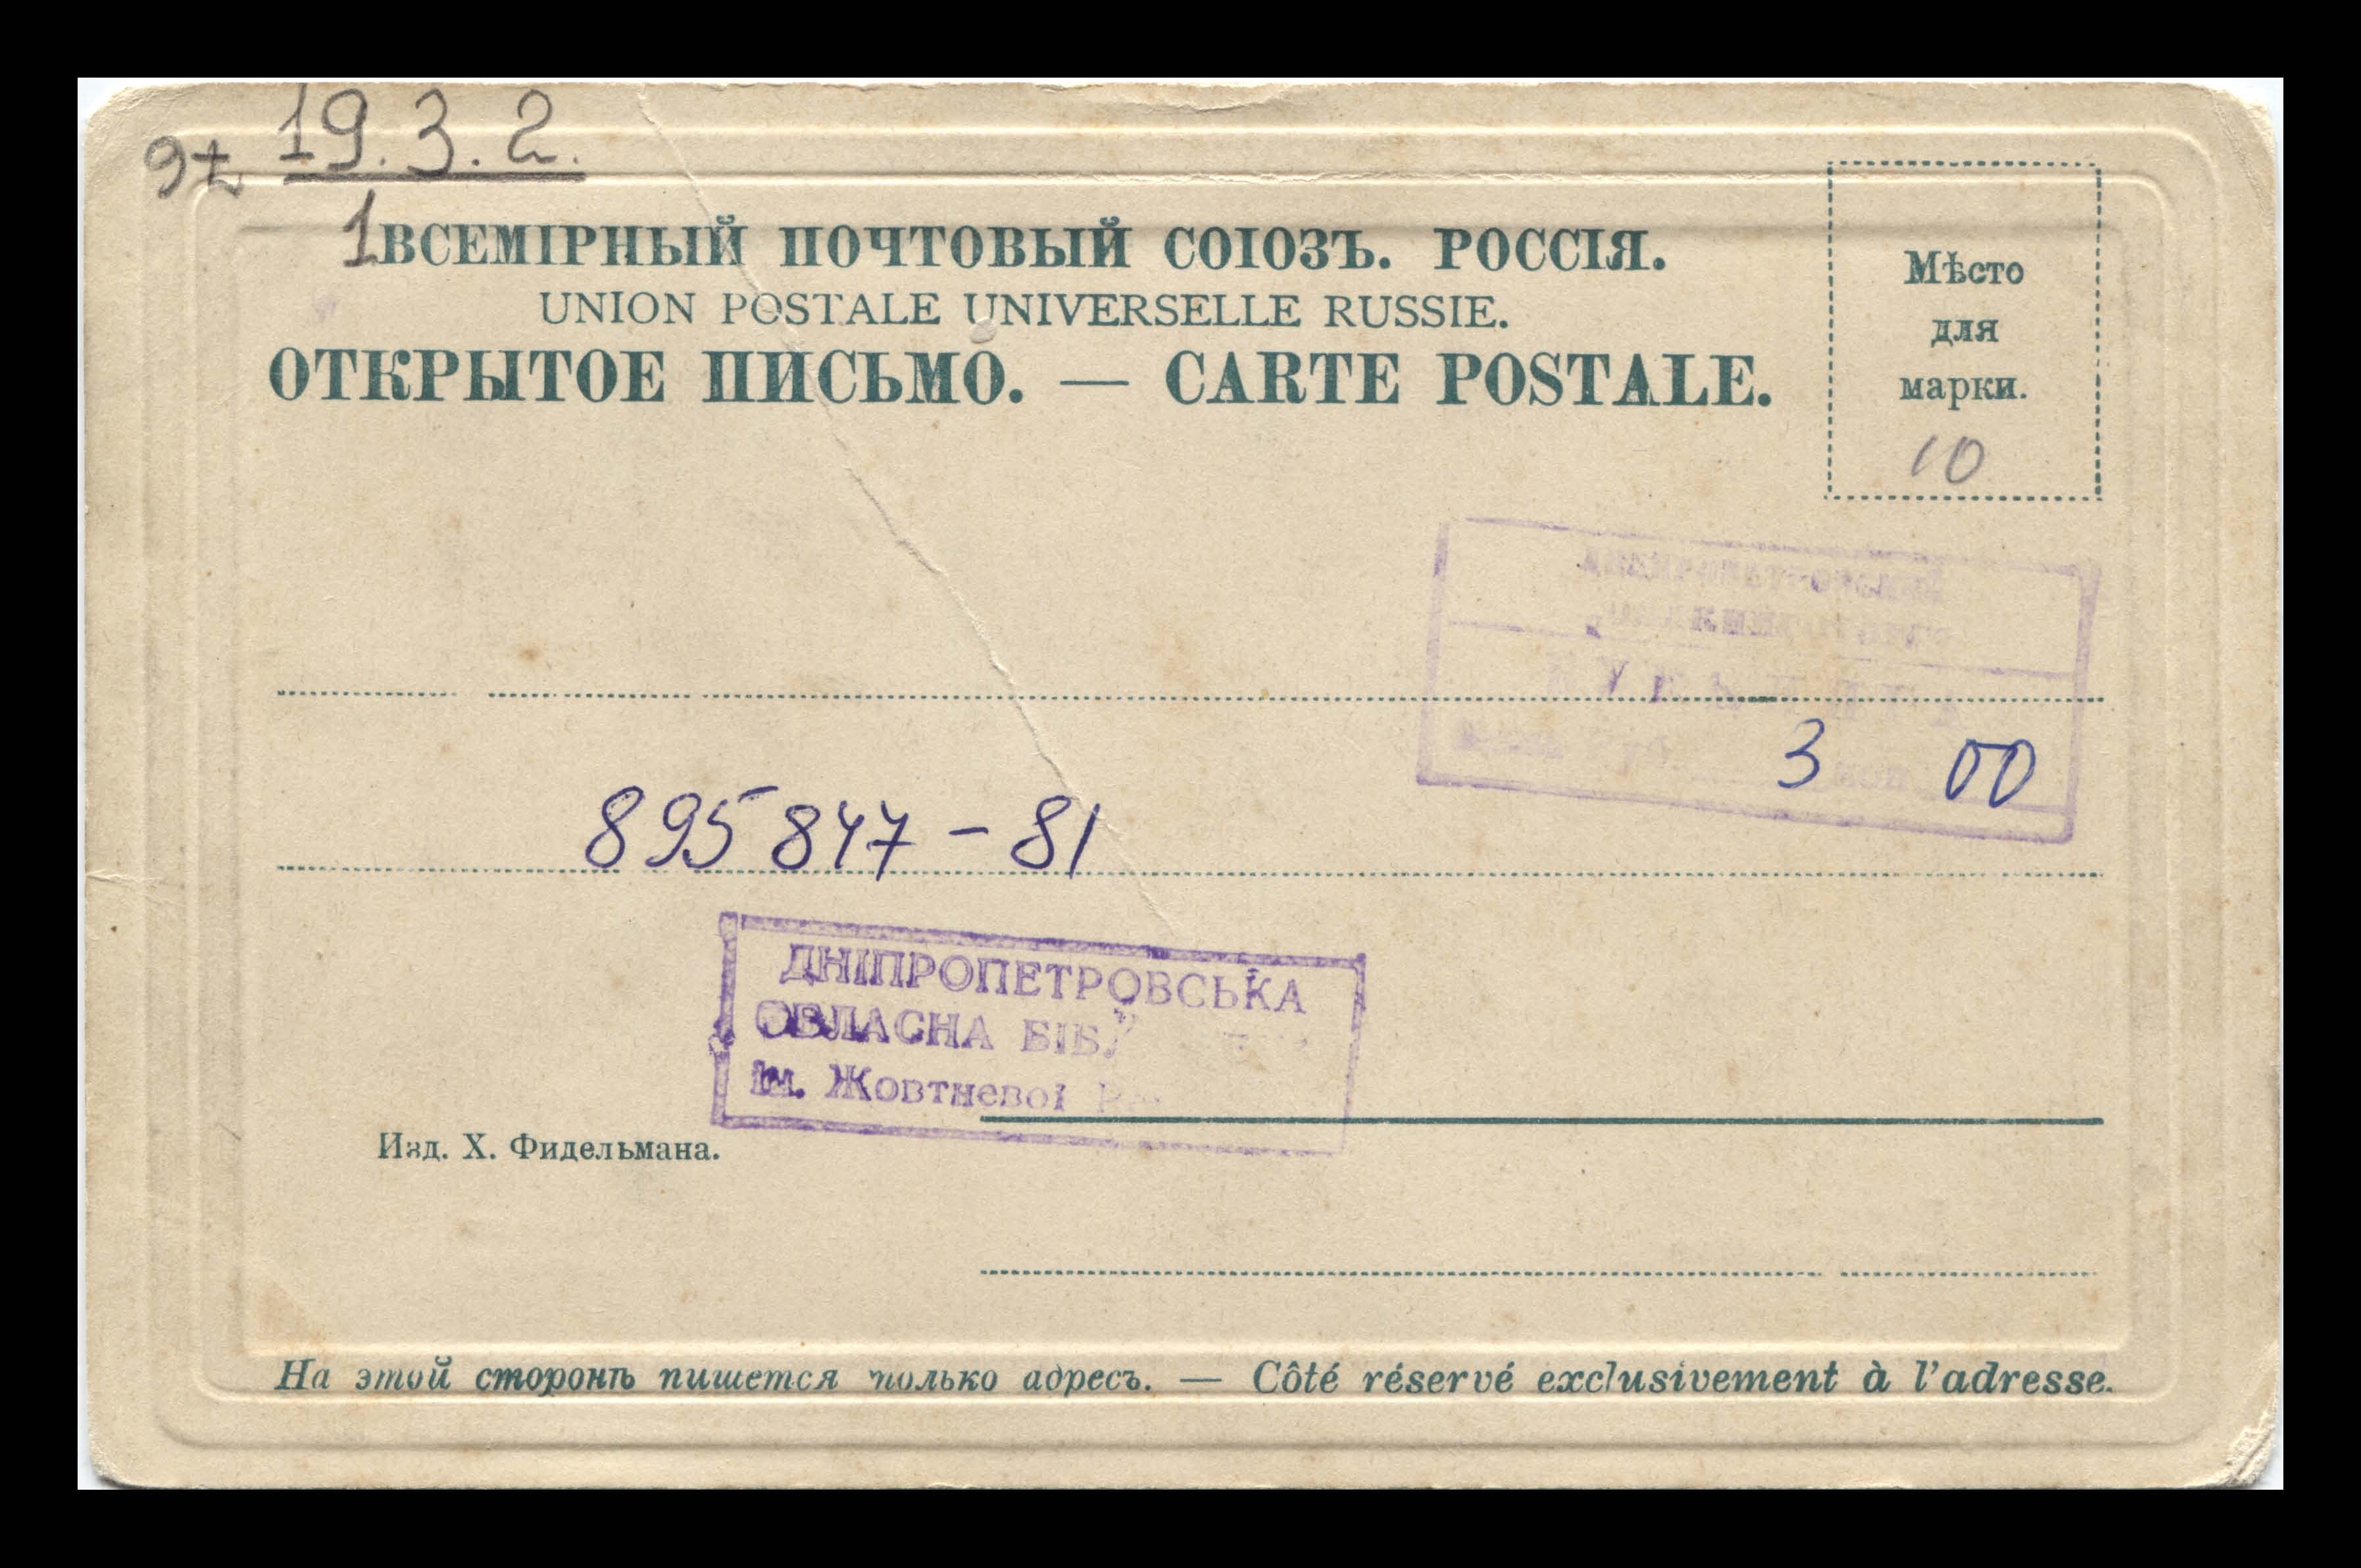 19.3.2.
1
ВСЕМІРНЫЙ ПОЧТОВЫЙ СОЮЗЪ. РОССІЯ.
UNION POSTALE UNIVERSELLE RUSSIE.
ОТКРЫТОЕ ПИСЬМО. — CARTE POSTALE.
Мѣсто
для
марки.
10
3 00
895847-81
ДНІПРОПЕТРОВСЬКА
ОБЛАСНА
ім. Жовтневої
Изд. Х. Фидельмана.
На этой сторонѣ пишется только адресъ. — Côté réservé exclusivement à l'adresse.